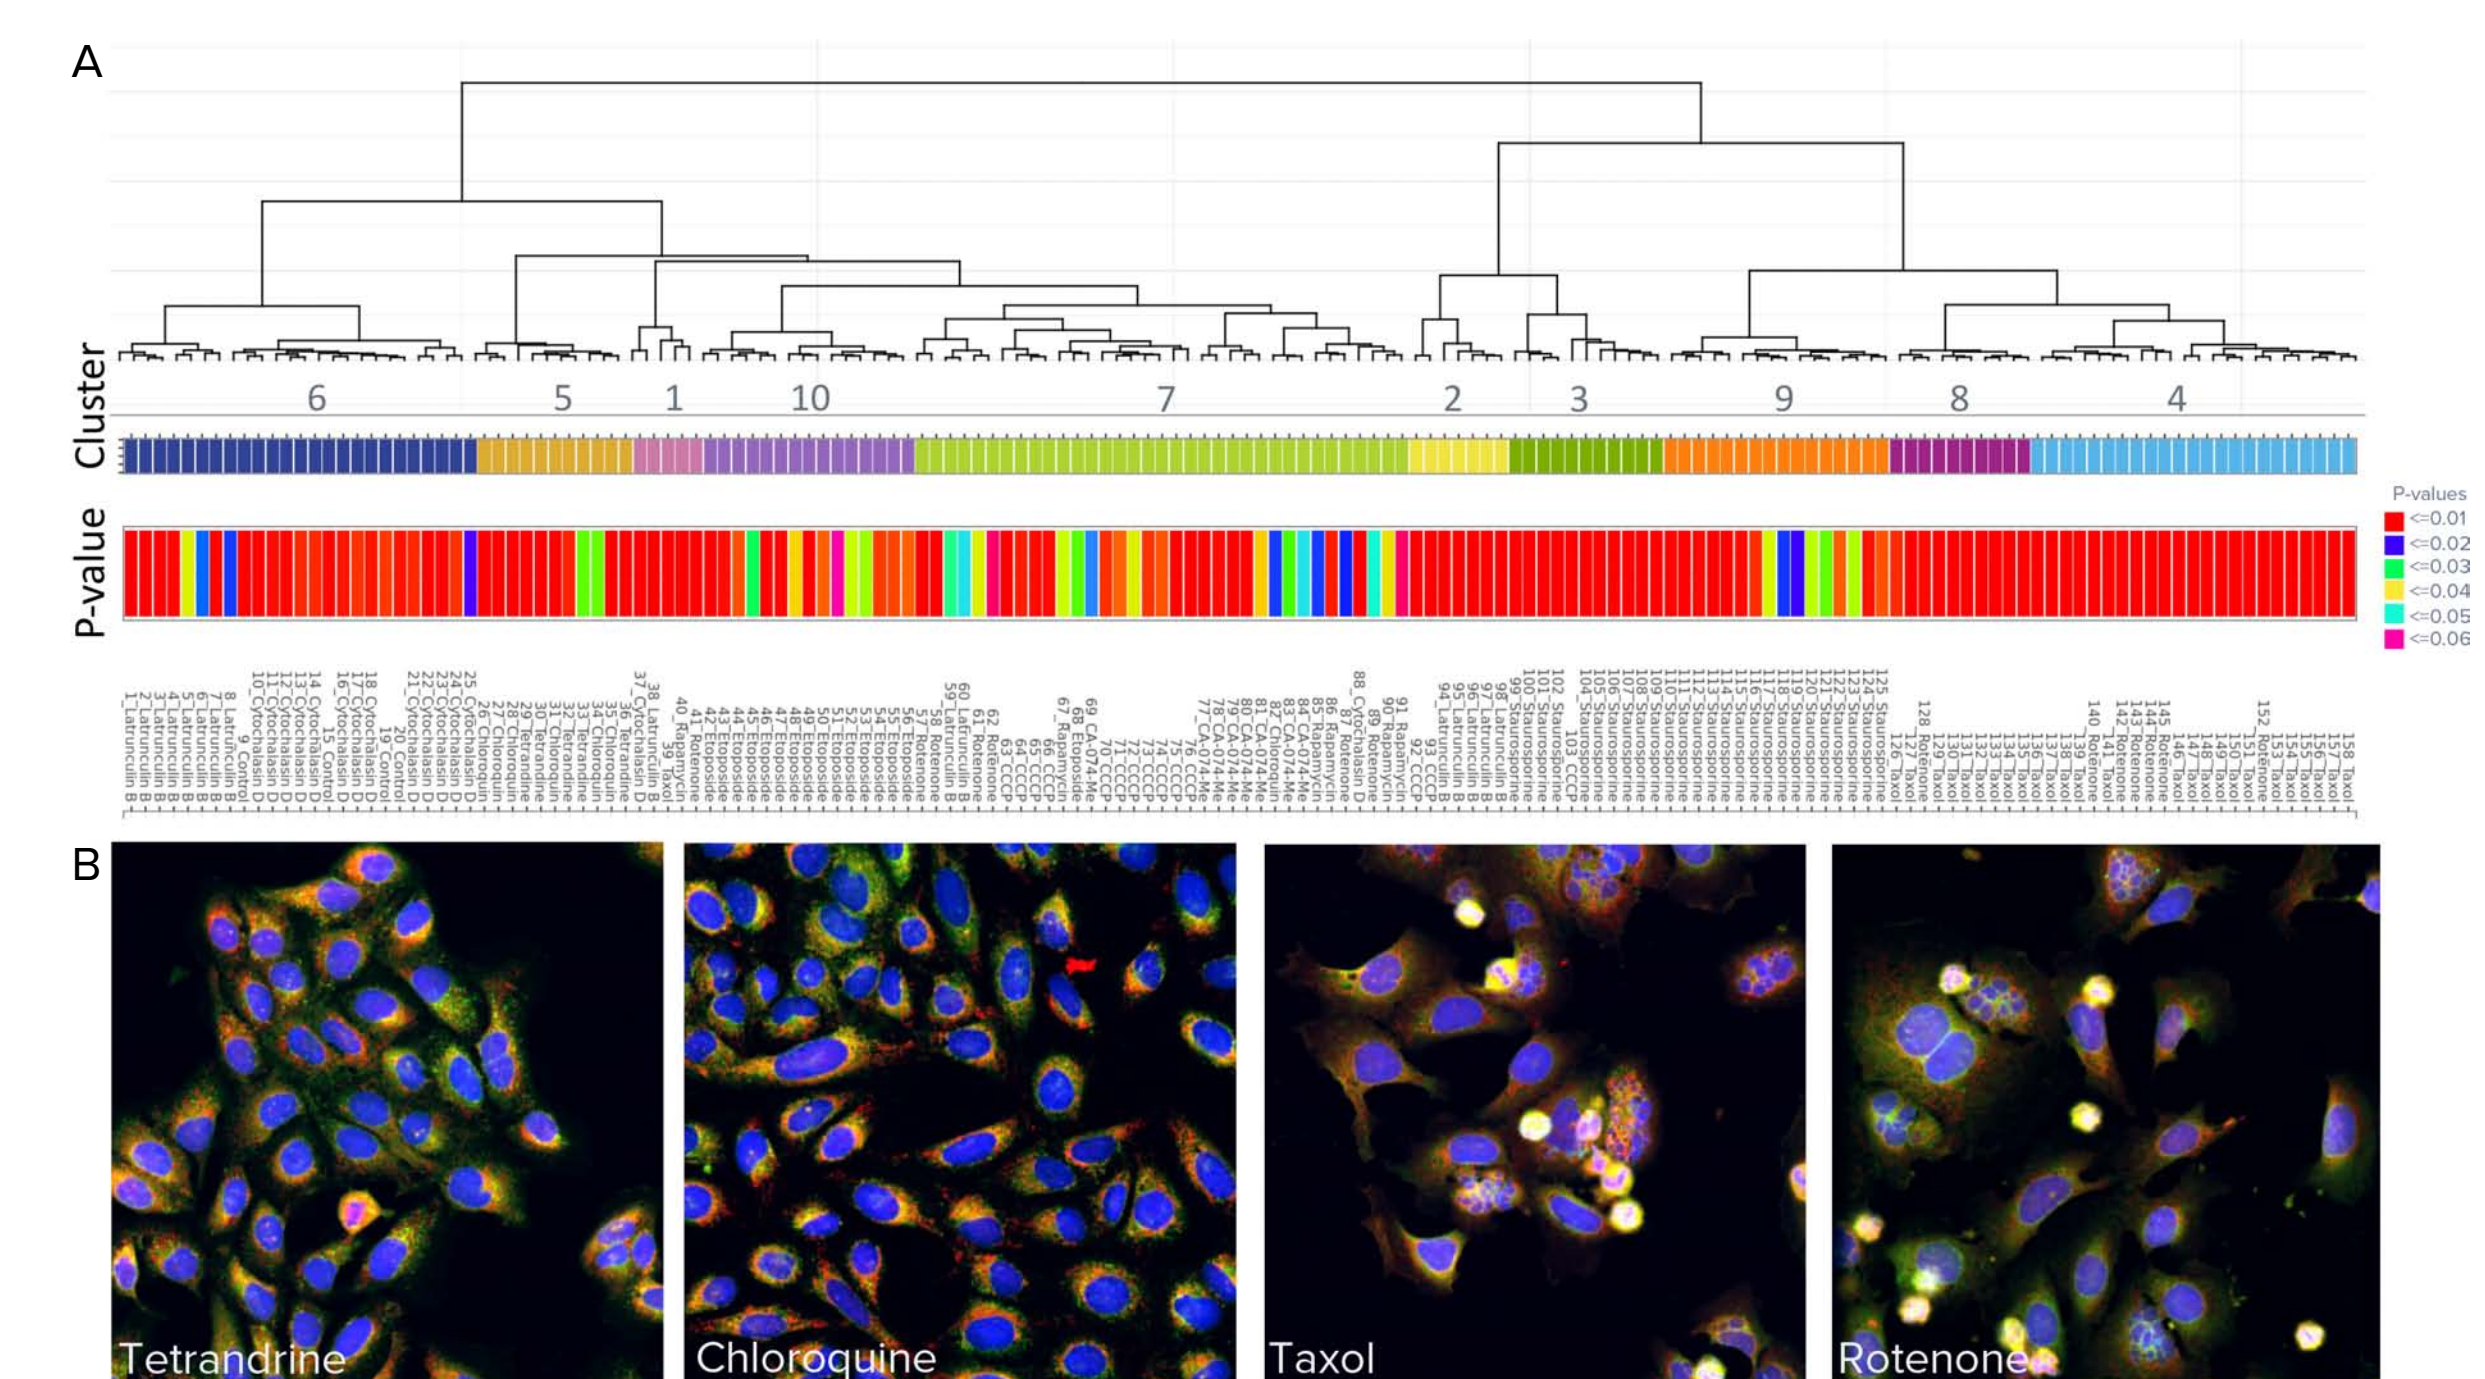 A
Cluster
6 5 1 10 7 2 3 9 8 4
P-value
P-values
<=0.01
<=0.02
<=0.03
<=0.04
<=0.05
<=0.06
1_Latrunculin B
2_Latrunculin B
3_Latrunculin B
4_Latrunculin B
5_Latrunculin B
6_Latrunculin B
7_Latrunculin B
8_Latrunculin B
9_Control
10_Cytochalasin D
11_Cytochalasin D
12_Cytochalasin D
13_Cytochalasin D
14_Cytochalasin D
15_Control
16_Cytochalasin D
17_Cytochalasin D
18_Cytochalasin D
19_Control
20_Control
21_Cytochalasin D
22_Cytochalasin D
23_Cytochalasin D
24_Cytochalasin D
25_Cytochalasin D
26_Chloroquin
27_Chloroquin
28_Chloroquin
29_Tetrandrine
30_Tetrandrine
31_Chloroquin
32_Tetrandrine
33_Tetrandrine
34_Chloroquin
35_Chloroquin
36_Tetrandrine
37_Cytochalasin D
38_Latrunculin B
39_Taxol
40_Rapamycin
41_Rotenone
42_Etoposide
43_Etoposide
44_Etoposide
45_Etoposide
46_Etoposide
47_Etoposide
48_Etoposide
49_Etoposide
50_Etoposide
51_Etoposide
52_Etoposide
53_Etoposide
54_Etoposide
55_Etoposide
56_Etoposide
57_Rotenone
58_Rotenone
59_Latrunculin B
60_Latrunculin B
61_Rotenone
62_Rotenone
63_CCCP
64_CCCP
65_CCCP
66_CCCP
67_Rapamycin
68_Etoposide
69_CA-074-Me
70_CCCP
71_CCCP
72_CCCP
73_CCCP
74_CCCP
75_CCCP
76_CCCP
77_CA-074-Me
78_CA-074-Me
79_CA-074-Me
80_CA-074-Me
81_CA-074-Me
82_Chloroquin
83_CA-074-Me
84_CA-074-Me
85_Rapamycin
86_Rapamycin
87_Rotenone
88_Cytochalasin D
89_Rotenone
90_Rapamycin
91_Rapamycin
92_CCCP
93_CCCP
94_Latrunculin B
95_Latrunculin B
96_Latrunculin B
97_Latrunculin B
98_Latrunculin B
99_Staurosporine
100_Staurosporine
101_Staurosporine
102_Staurosporine
103_CCCP
104_Staurosporine
105_Staurosporine
106_Staurosporine
107_Staurosporine
108_Staurosporine
109_Staurosporine
110_Staurosporine
111_Staurosporine
112_Staurosporine
113_Staurosporine
114_Staurosporine
115_Staurosporine
116_Staurosporine
117_Staurosporine
118_Staurosporine
119_Staurosporine
120_Staurosporine
121_Staurosporine
122_Staurosporine
123_Staurosporine
124_Staurosporine
125_Staurosporine
126_Taxol
127_Taxol
128_Rotenone
129_Taxol
130_Taxol
131_Taxol
132_Taxol
133_Taxol
134_Taxol
135_Taxol
136_Taxol
137_Taxol
138_Taxol
139_Taxol
140_Rotenone
141_Taxol
142_Rotenone
143_Rotenone
144_Rotenone
145_Rotenone
146_Taxol
147_Taxol
148_Taxol
149_Taxol
150_Taxol
151_Taxol
152_Rotenone
153_Taxol
154_Taxol
155_Taxol
156_Taxol
157_Taxol
158_Taxol
B
Tetrandrine
Chloroquine
Taxol
Rotenone